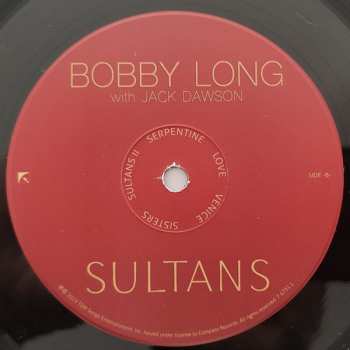 BOBBY LONG
with JACK DAWSON
SISTERS SULTANS II SERPENTINE LOVE VENICE
SIDE -B-
SULTANS